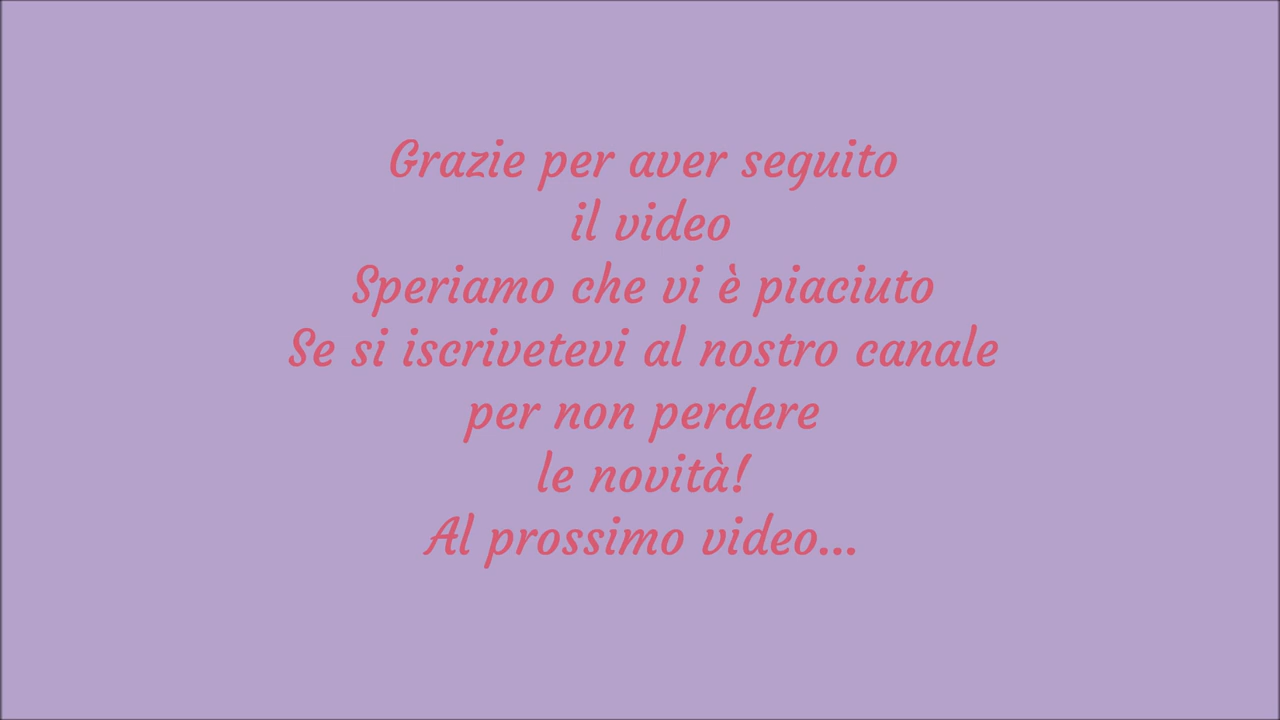 Grazie per aver seguito
il video
Speriamo che vi è piaciuto
Se si iscrivetevi al nostro canale
per non perdere
le novità!
Al prossimo video...